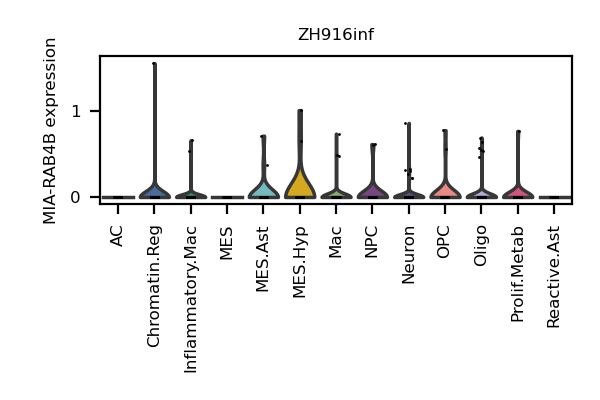 ZH916inf
MIA-RAB4B expression
1
0
AC
Chromatin.Reg
Inflammatory.Mac
MES
MES.Ast
MES.Hyp
Mac
NPC
Neuron
OPC
Oligo
Prolif.Metab
Reactive.Ast